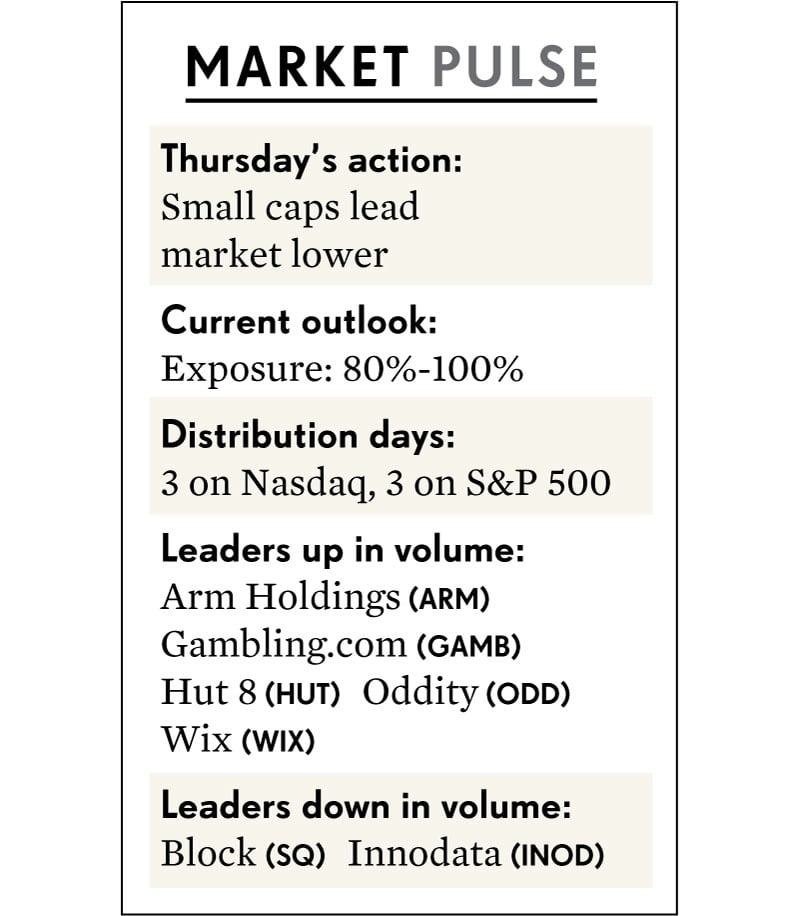 MARKET PULSE
Thursday’s action:
Small caps lead
market lower
Current outlook:
Exposure: 80%-100%
Distribution days:
3 on Nasdaq, 3 on S&P 500
Leaders up in volume:
Arm Holdings (ARM)
Gambling.com (GAMB)
Hut 8 (HUT) Oddity (ODD)
Wix (WIX)
Leaders down in volume:
Block (SQ) Innodata (INOD)